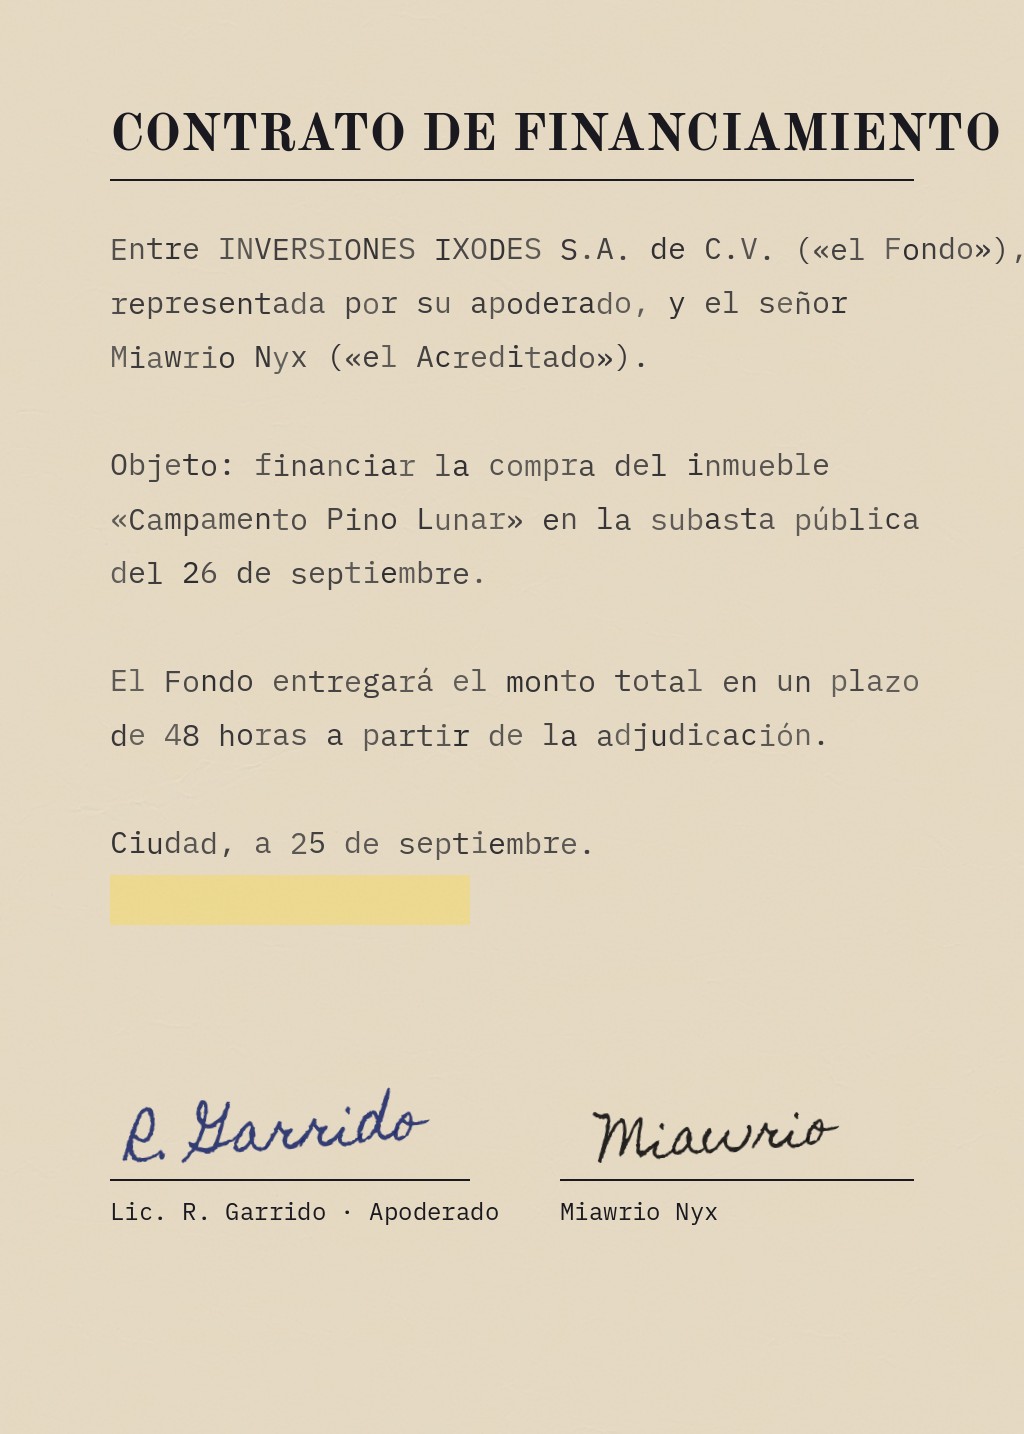 CONTRATO DE FINANCIAMIENTO
Entre INVERSIONES IXODES S.A. de C.V. («el Fondo»),
representada por su apoderado, y el señor
Miawrio Nyx («el Acreditado»).
Objeto: financiar la compra del inmueble
«Campamento Pino Lunar» en la subasta pública
del 26 de septiembre.
El Fondo entregará el monto total en un plazo
de 48 horas a partir de la adjudicación.
Ciudad, a 25 de septiembre.
R. Garrido
Miawrio
Lic. R. Garrido · Apoderado
Miawrio Nyx